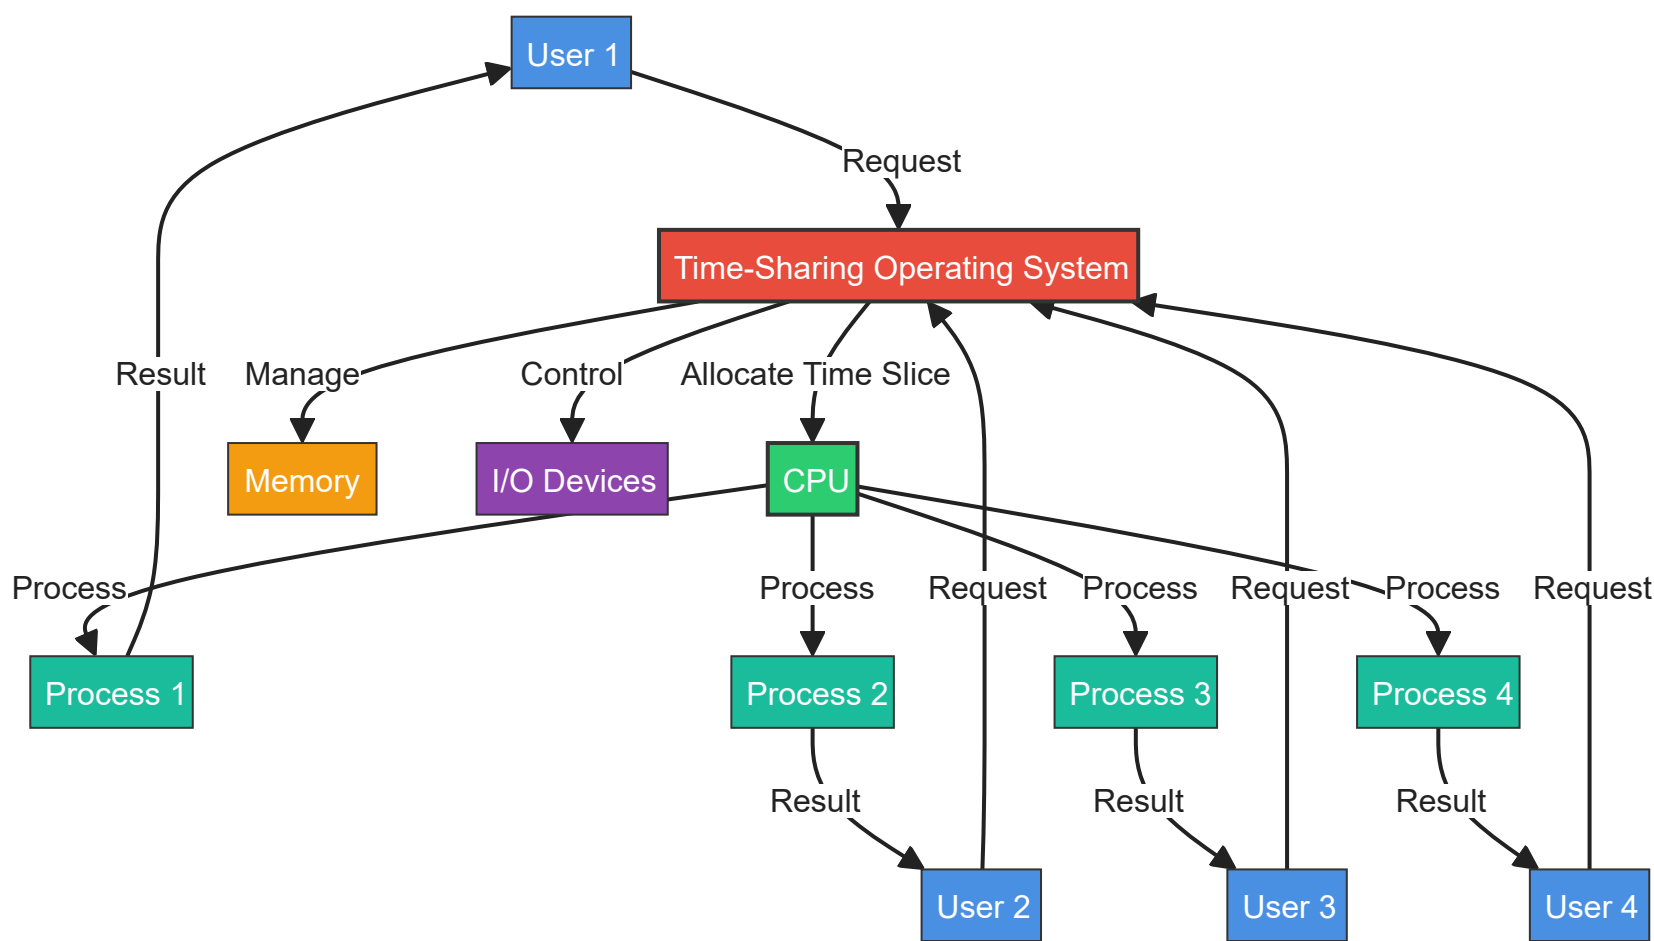 User 1
Request
Time-Sharing Operating System
Result
Manage
Control
Allocate Time Slice
Memory
I/O Devices
CPU
Process
Process
Request
Process
Request
Process
Request
Process 1
Process 2
Process 3
Process 4
Result
Result
Result
User 2
User 3
User 4